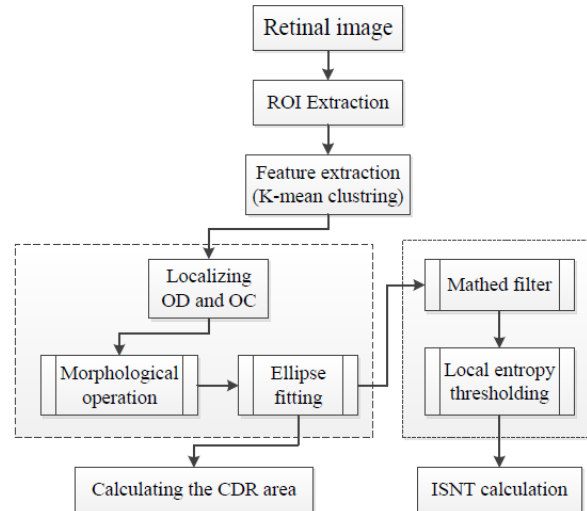 Retinal image
ROI Extraction
Feature extraction
(K-mean clustring)
Localizing
OD and OC
Morphological
operation
Ellipse
fitting
Mathed filter
Local entropy
thresholding
Calculating the CDR area
ISNT calculation